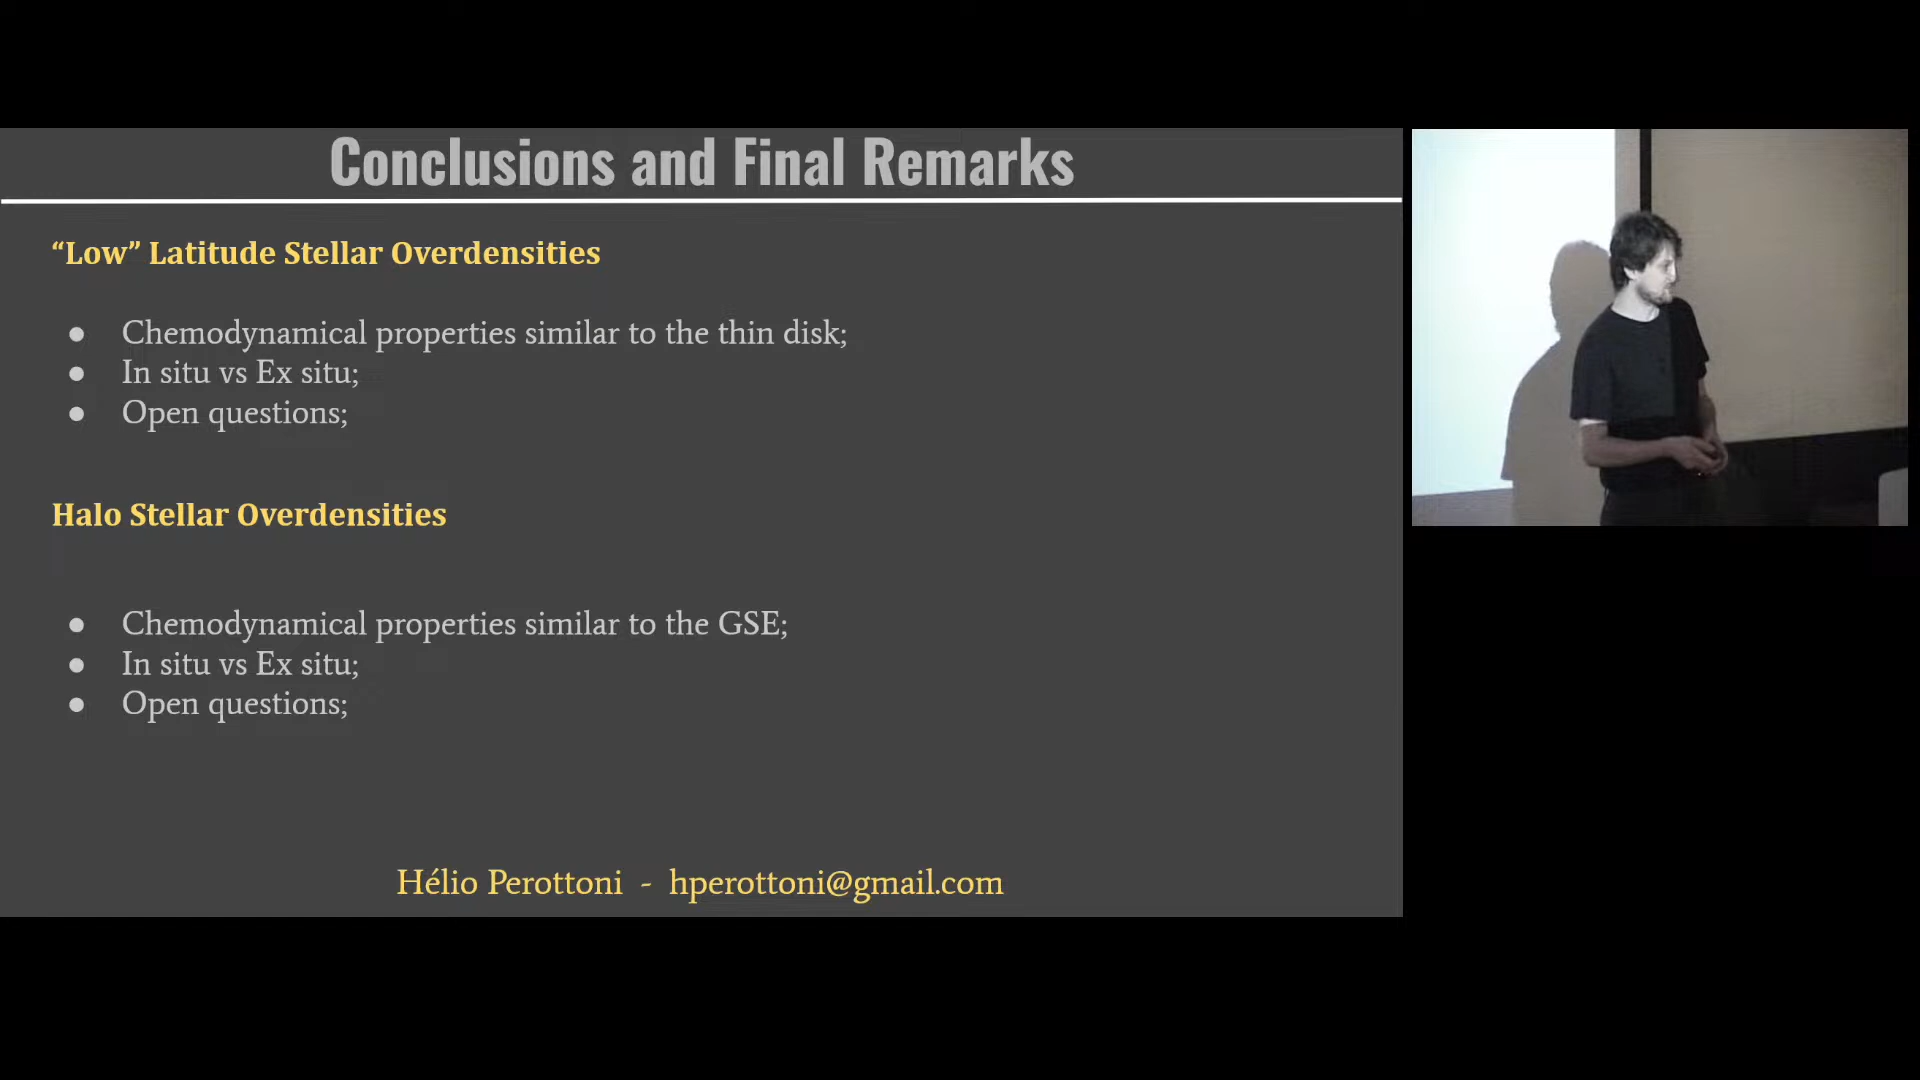 Conclusions and Final Remarks
“Low” Latitude Stellar Overdensities
● Chemodynamical properties similar to the thin disk;
● In situ vs Ex situ;
● Open questions;
Halo Stellar Overdensities
● Chemodynamical properties similar to the GSE;
● In situ vs Ex situ;
● Open questions;
Hélio Perottoni - hperottoni@gmail.com